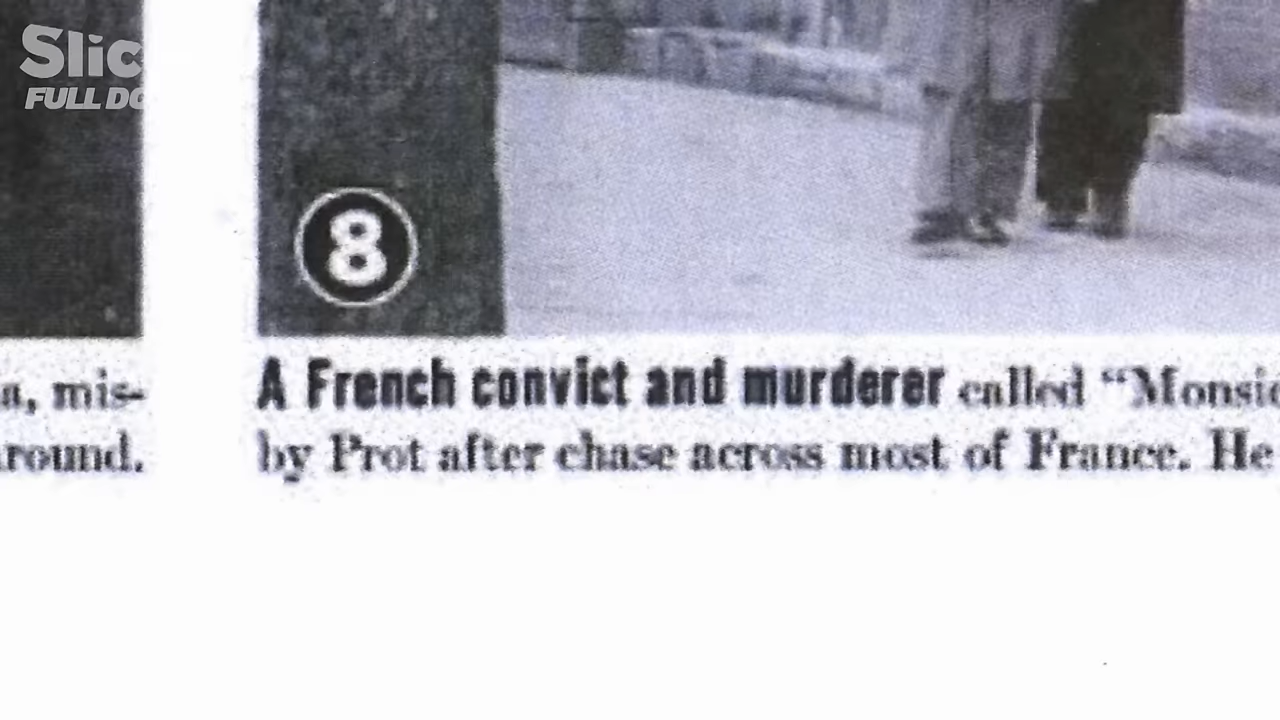 Slic
FULL DO
8
a, mis-
round.
A French convict and murderer called “Monsi
by Prot after chase across most of France. He